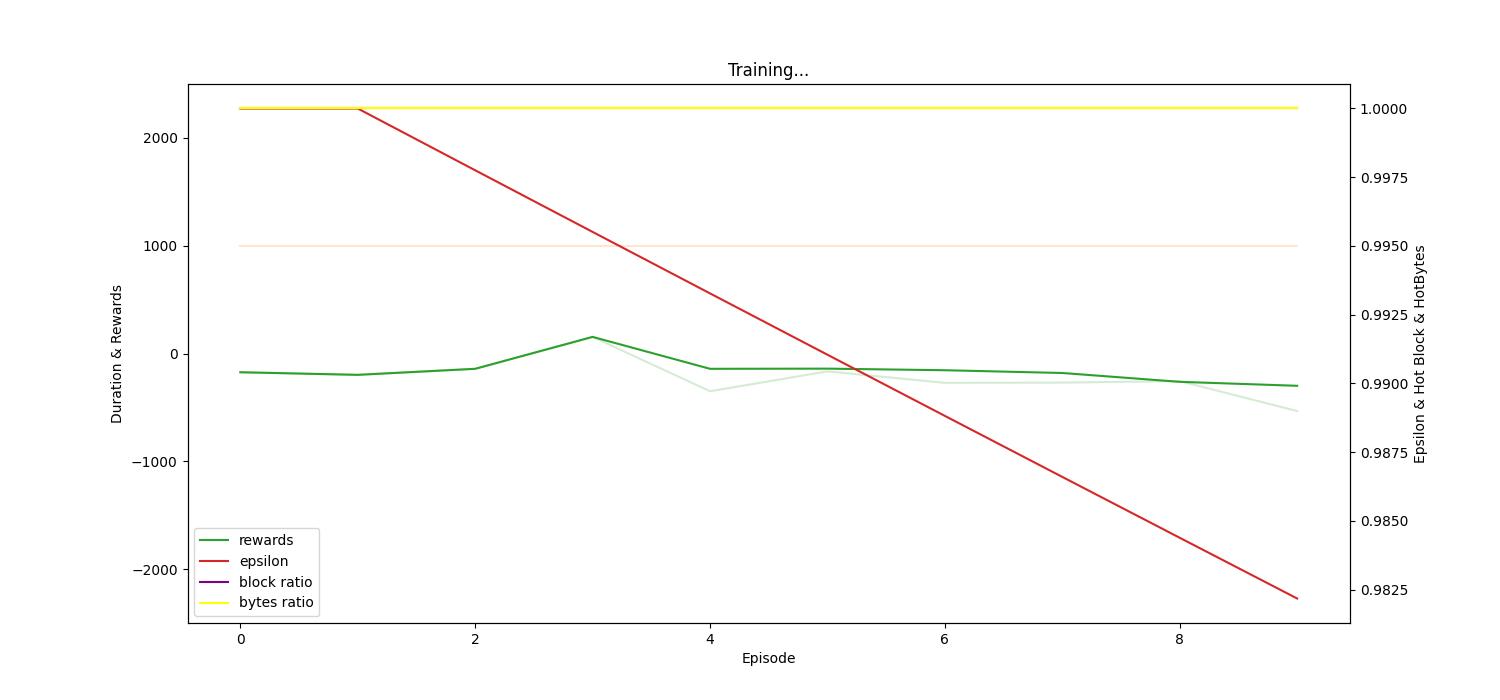 Training...
2000
1000
0
−1000
−2000
Duration & Rewards
1.0000
0.9975
0.9950
0.9925
0.9900
0.9875
0.9850
0.9825
Epsilon & Hot Block & HotBytes
rewards
epsilon
block ratio
bytes ratio
0 2 4 6 8
Episode